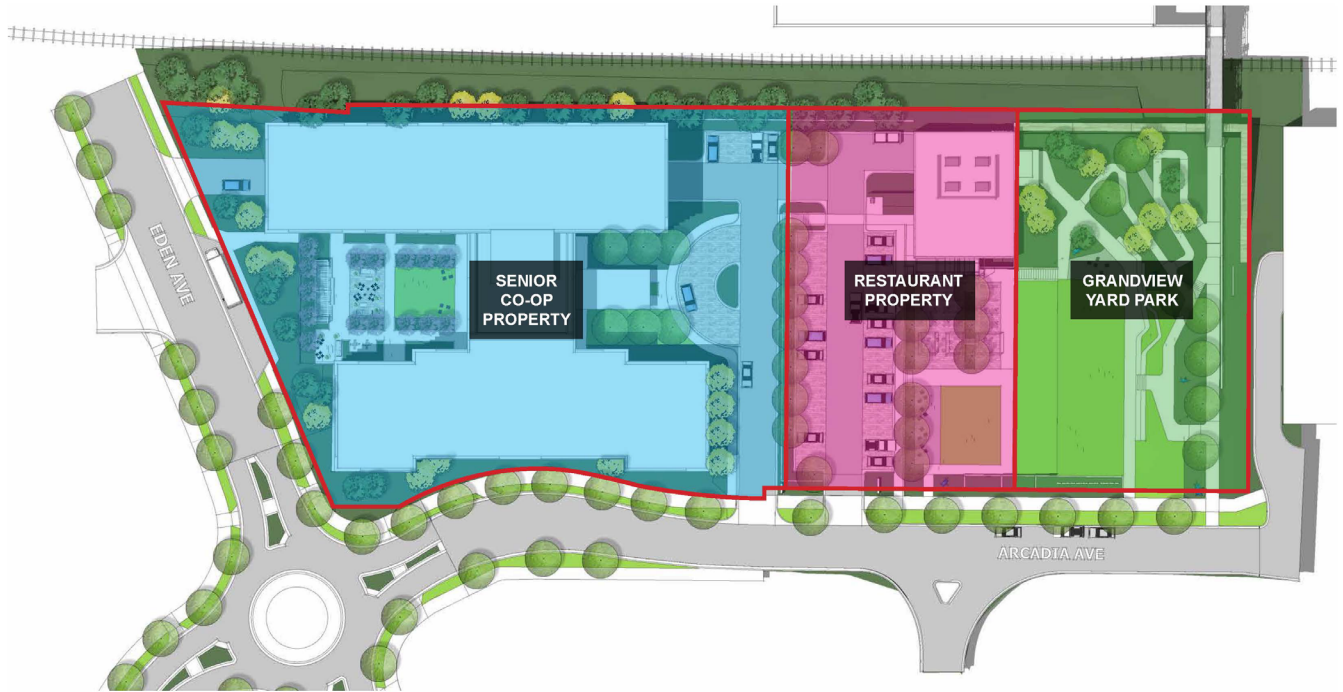 EDEN AVE
SENIOR
CO-OP
PROPERTY
RESTAURANT
PROPERTY
GRANDVIEW
YARD PARK
ARCADIA AVE